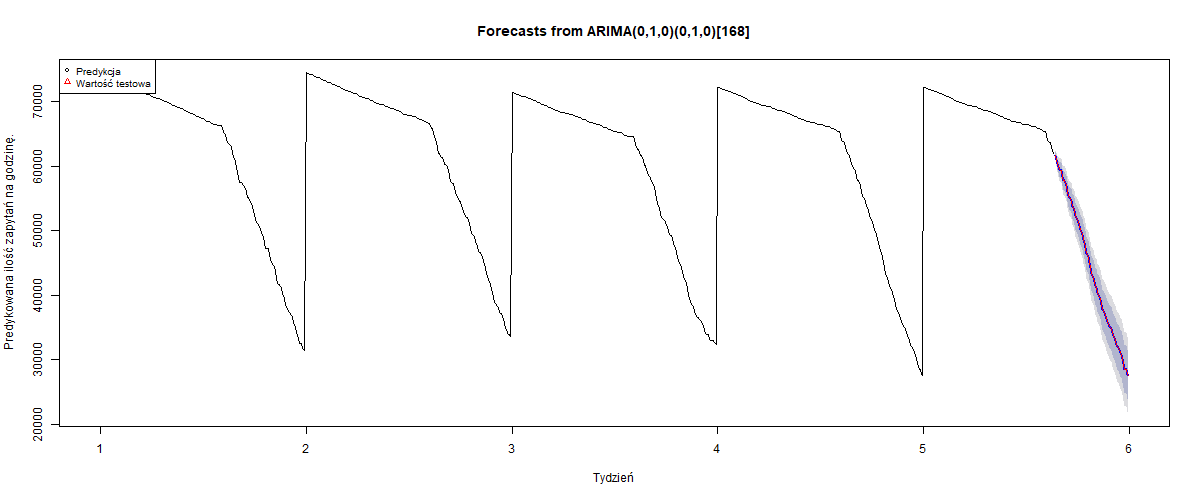 Forecasts from ARIMA(0,1,0)(0,1,0)[168]
Predykcja
Wartość testowa
Predykowana ilość zapytań na godzinę.
70000
60000
50000
40000
30000
20000
1 2 3 4 5 6
Tydzień